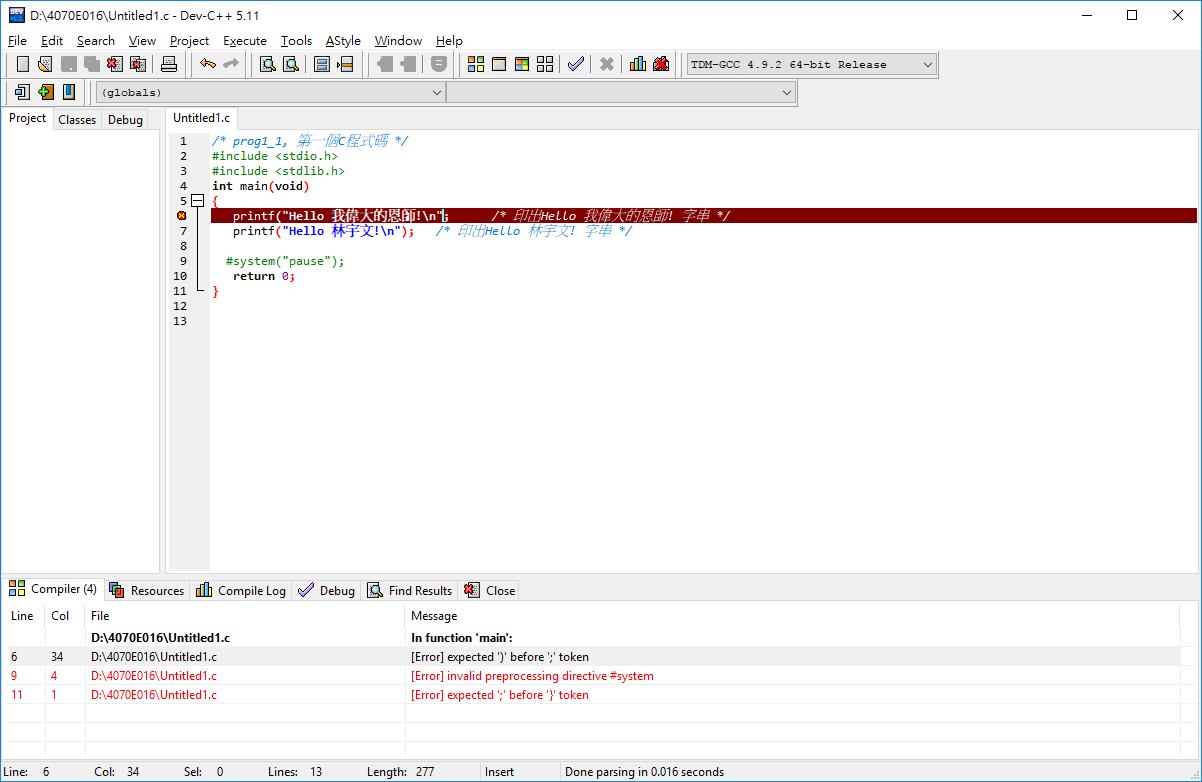 D:\4070E016\Untitled1.c - Dev-C++ 5.11
File Edit Search View Project Execute Tools AStyle Window Help
TDM-GCC 4.9.2 64-bit Release
(globals)
Project Classes Debug
Untitled1.c
1 /* prog1_1, 第一個C程式碼 */
2 #include <stdio.h>
3 #include <stdlib.h>
4 int main(void)
5 {
printf("Hello 我偉大的恩師!\n"; /* 印出Hello 我偉大的恩師! 字串 */
7 printf("Hello 林宇文!\n"); /* 印出Hello 林宇文! 字串 */
8
9 #system("pause");
10 return 0;
11 }
12
13
Compiler (4) Resources Compile Log Debug Find Results Close
Line Col File Message
D:\4070E016\Untitled1.c In function 'main':
6 34 D:\4070E016\Untitled1.c [Error] expected ')' before ';' token
9 4 D:\4070E016\Untitled1.c [Error] invalid preprocessing directive #system
11 1 D:\4070E016\Untitled1.c [Error] expected ';' before '}' token
Line: 6 Col: 34 Sel: 0 Lines: 13 Length: 277 Insert Done parsing in 0.016 seconds